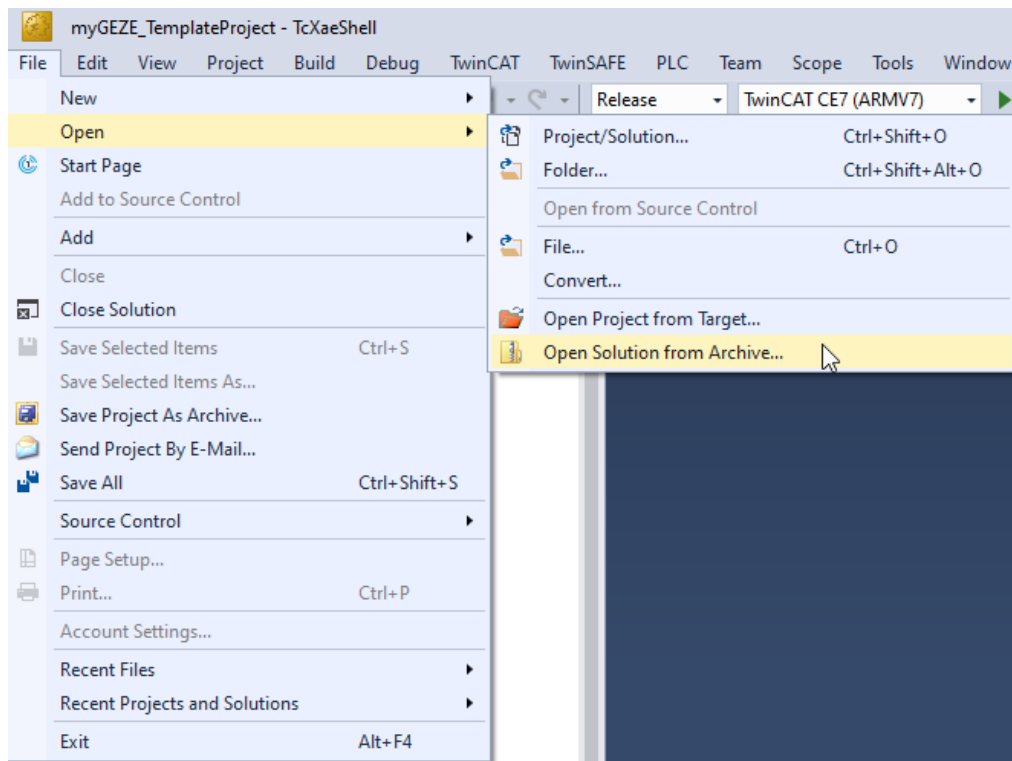 myGEZE_TemplateProject - TcXaeShell
File Edit View Project Build Debug TwinCAT TwinSAFE PLC Team Scope Tools Window
Release TwinCAT CE7 (ARMV7)
New
Open
Start Page
Add to Source Control
Add
Close
Close Solution
Save Selected Items Ctrl+S
Save Selected Items As...
Save Project As Archive...
Send Project By E-Mail...
Save All Ctrl+Shift+S
Source Control
Page Setup...
Print... Ctrl+P
Account Settings...
Recent Files
Recent Projects and Solutions
Exit Alt+F4
Project/Solution... Ctrl+Shift+O
Folder... Ctrl+Shift+Alt+O
Open from Source Control
File... Ctrl+O
Convert...
Open Project from Target...
Open Solution from Archive...